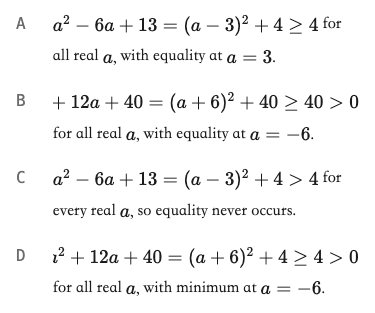 A a² − 6a + 13 = (a − 3)² + 4 ≥ 4 for
all real a, with equality at a = 3.
B + 12a + 40 = (a + 6)² + 40 ≥ 40 > 0
for all real a, with equality at a = −6.
C a² − 6a + 13 = (a − 3)² + 4 > 4 for
every real a, so equality never occurs.
D ² + 12a + 40 = (a + 6)² + 4 ≥ 4 > 0
for all real a, with minimum at a = −6.